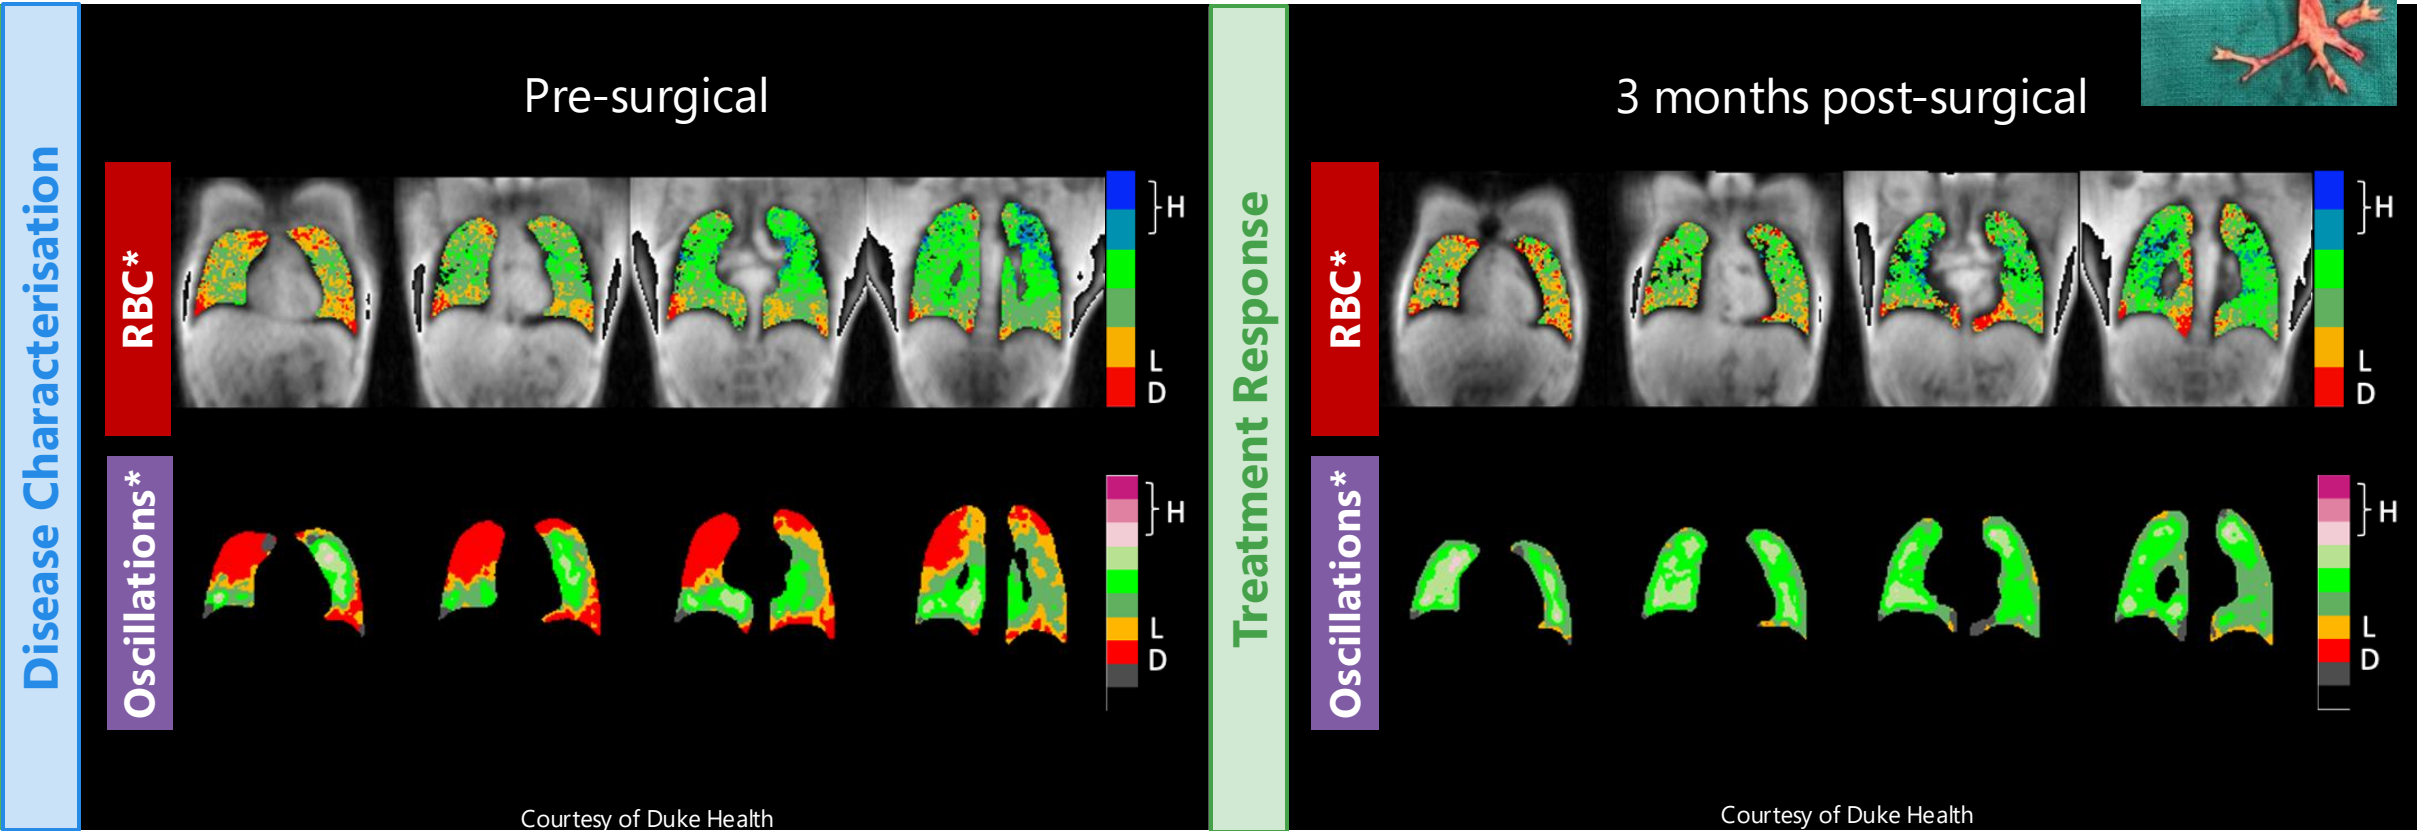 Disease Characterisation
Pre-surgical
RBC*
H
L
D
Oscillations*
H
L
D
Courtesy of Duke Health
Treatment Response
3 months post-surgical
RBC*
H
L
D
Oscillations*
H
L
D
Courtesy of Duke Health